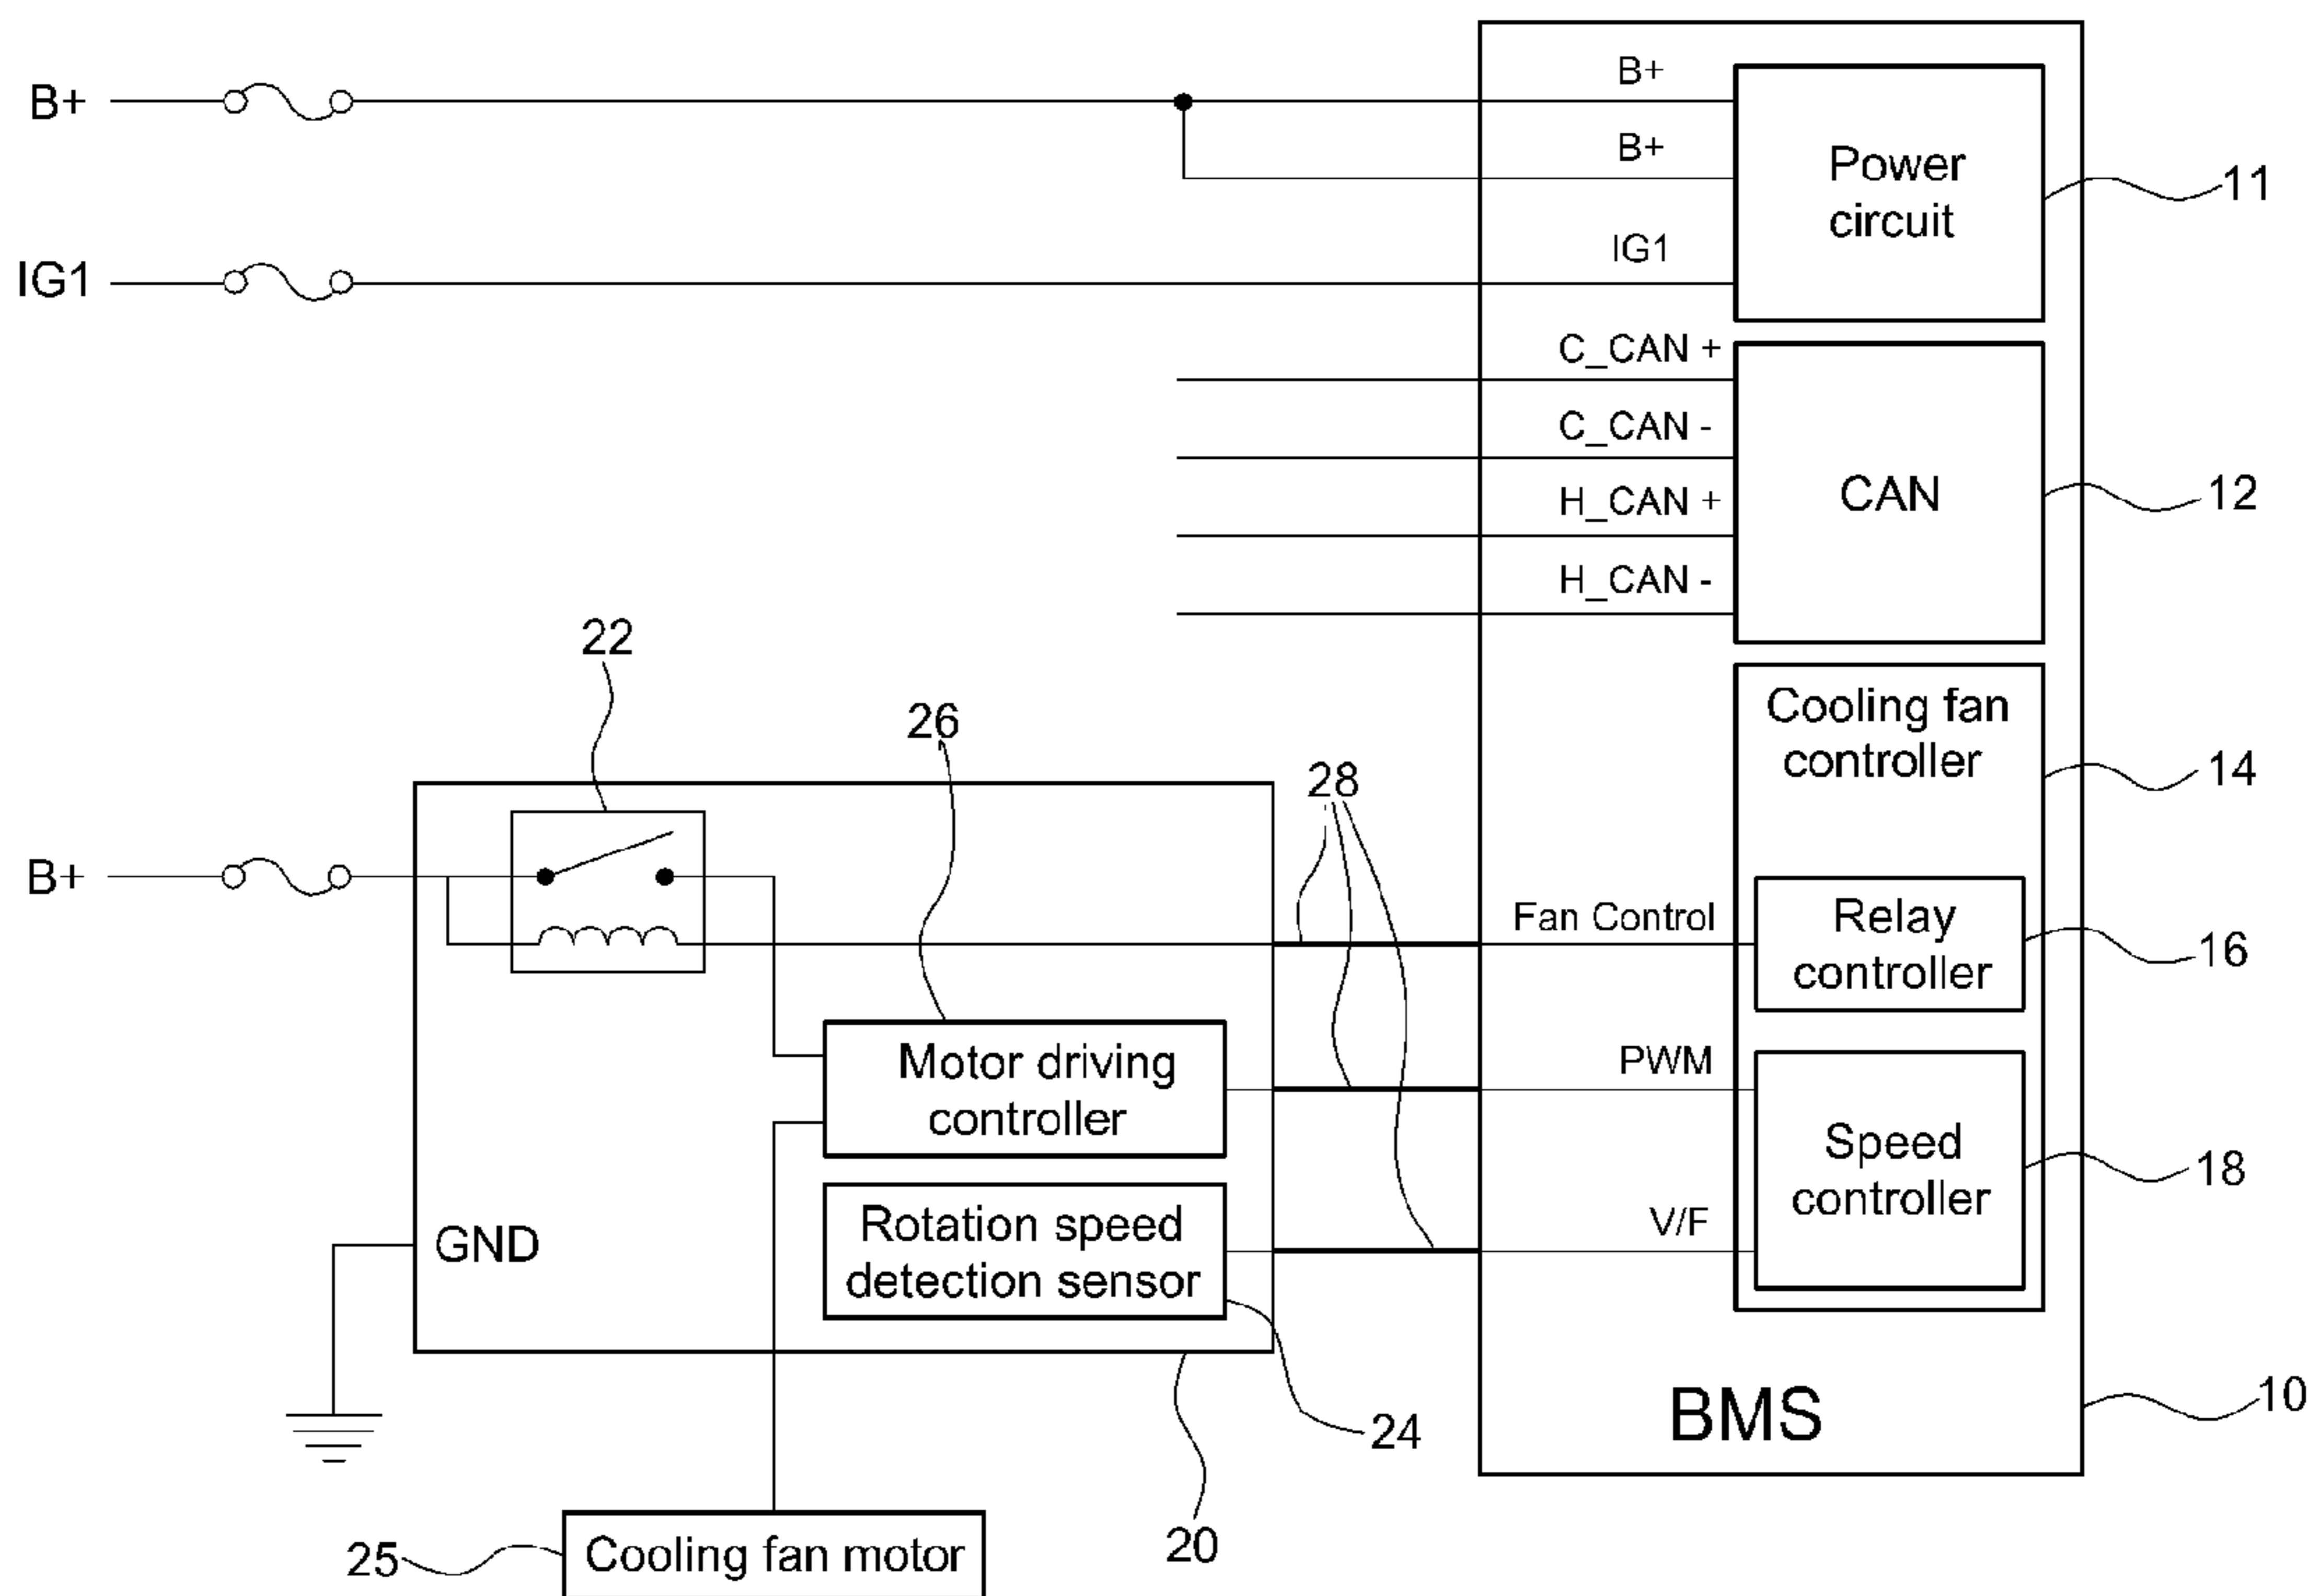 B+
B+
B+
Power
circuit
11
IG1
IG1
C_CAN +
C_CAN -
H_CAN +
H_CAN -
CAN
12
22
26
28
Cooling fan
controller
14
B+
Fan Control
Relay
controller
16
Motor driving
controller
PWM
Speed
controller
18
Rotation speed
detection sensor
V/F
GND
BMS
10
24
20
25
Cooling fan motor